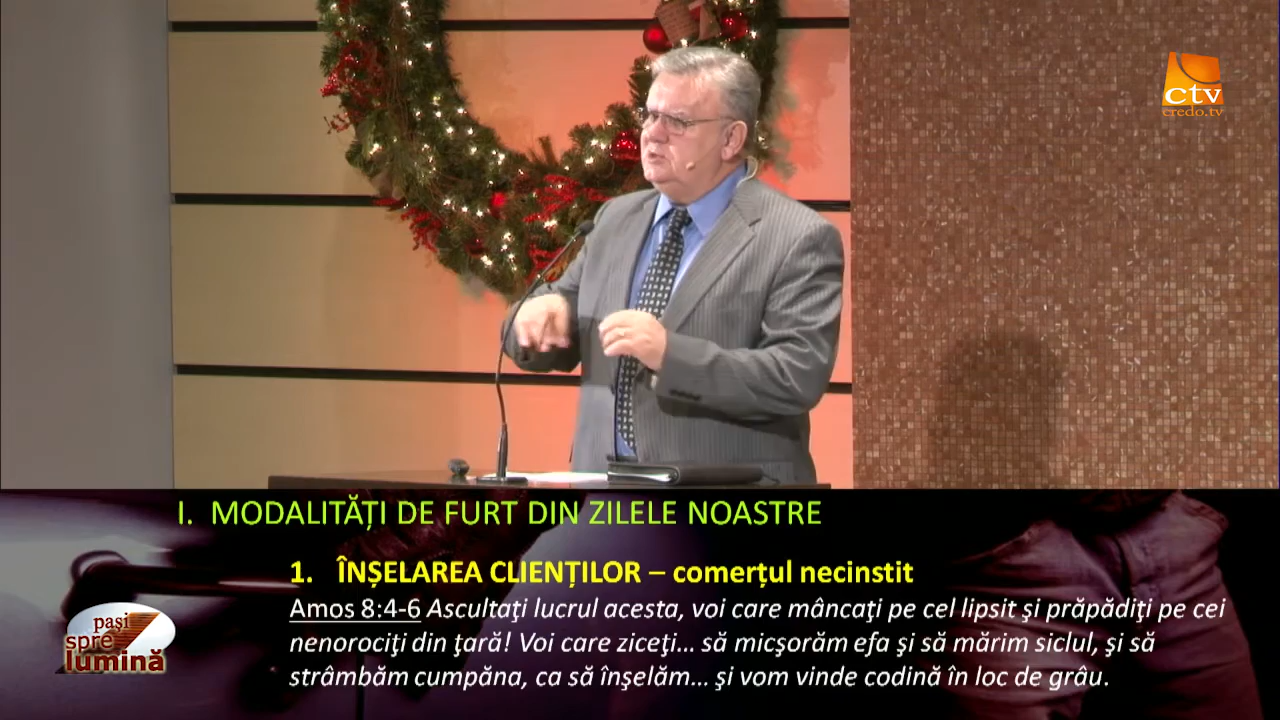 ctv
credo.tv
I. MODALITĂȚI DE FURT DIN ZILELE NOASTRE
1. ÎNȘELAREA CLIENȚILOR – comerțul necinstit
Amos 8:4-6 Ascultaţi lucrul acesta, voi care mâncaţi pe cel lipsit şi prăpădiţi pe cei
nenorociţi din ţară! Voi care ziceţi... să micşorăm efa şi să mărim siclul, şi să
strâmbăm cumpăna, ca să înşelăm... şi vom vinde codină în loc de grâu.
paşi
spre
lumină